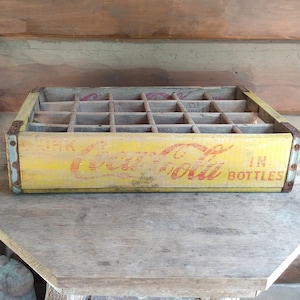 DRINK
Coca-Cola
IN
BOTTLES